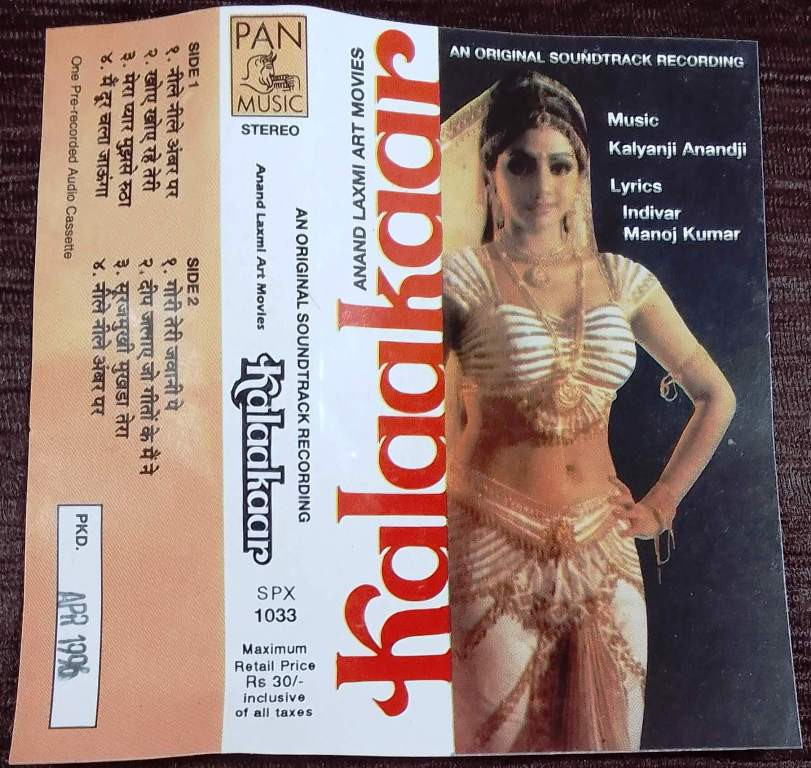 SIDE 1
१. नीले नीले अंबर पर
२. खोए खोए रहे तेरी
३. मेरा प्यार मुझसे रूठा
४. मैं दूर चला जाऊंगा
One Pre-recorded Audio Cassette
SIDE 2
१. गोरी तेरी जवानी पे
२. दीप जलाए जो गीतों के मैं ने
३. सूरजमुखी मुखडा तेरा
४. नीले नीले अंबर पर
PKD.
APR 1996
PAN
MUSIC
STEREO
AN ORIGINAL SOUNDTRACK RECORDING
Anand Laxmi Art Movies
Kalaakaar
SPX
1033
Maximum
Retail Price
Rs 30/-
inclusive
of all taxes
ANAND LAXMI ART MOVIES
Kalaakaar
AN ORIGINAL SOUNDTRACK RECORDING
Music
Kalyanji Anandji
Lyrics
Indivar
Manoj Kumar